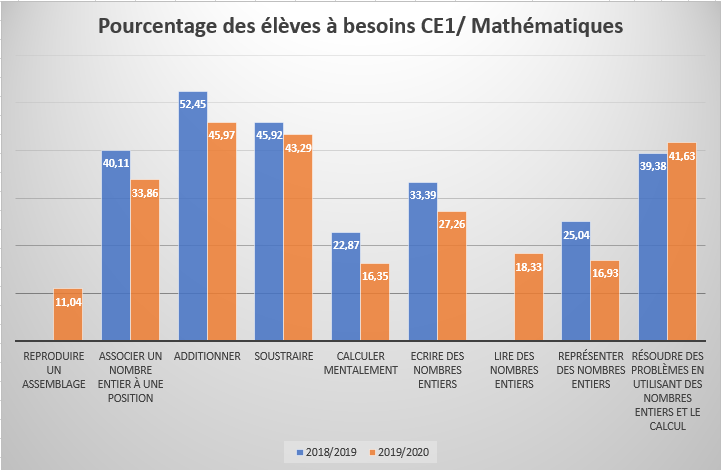 Pourcentage des élèves à besoins CE1/ Mathématiques
52,45
45,97
45,92
43,29
40,11
33,86
39,38
41,63
33,39
27,26
22,87
16,35
25,04
16,93
18,33
11,04
REPRODUIRE
UN
ASSEMBLAGE
ASSOCIER UN
NOMBRE
ENTIER À UNE
POSITION
ADDITIONNER
SOUSTRAIRE
CALCULER
MENTALEMENT
ECRIRE DES
NOMBRES
ENTIERS
LIRE DES
NOMBRES
ENTIERS
REPRÉSENTER
DES NOMBRES
ENTIERS
RÉSOUDRE DES
PROBLÈMES EN
UTILISANT DES
NOMBRES
ENTIERS ET LE
CALCUL
2018/2019
2019/2020